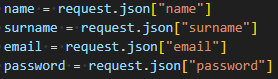 name = request.json["name"]
surname = request.json["surname"]
email = request.json["email"]
password = request.json["password"]